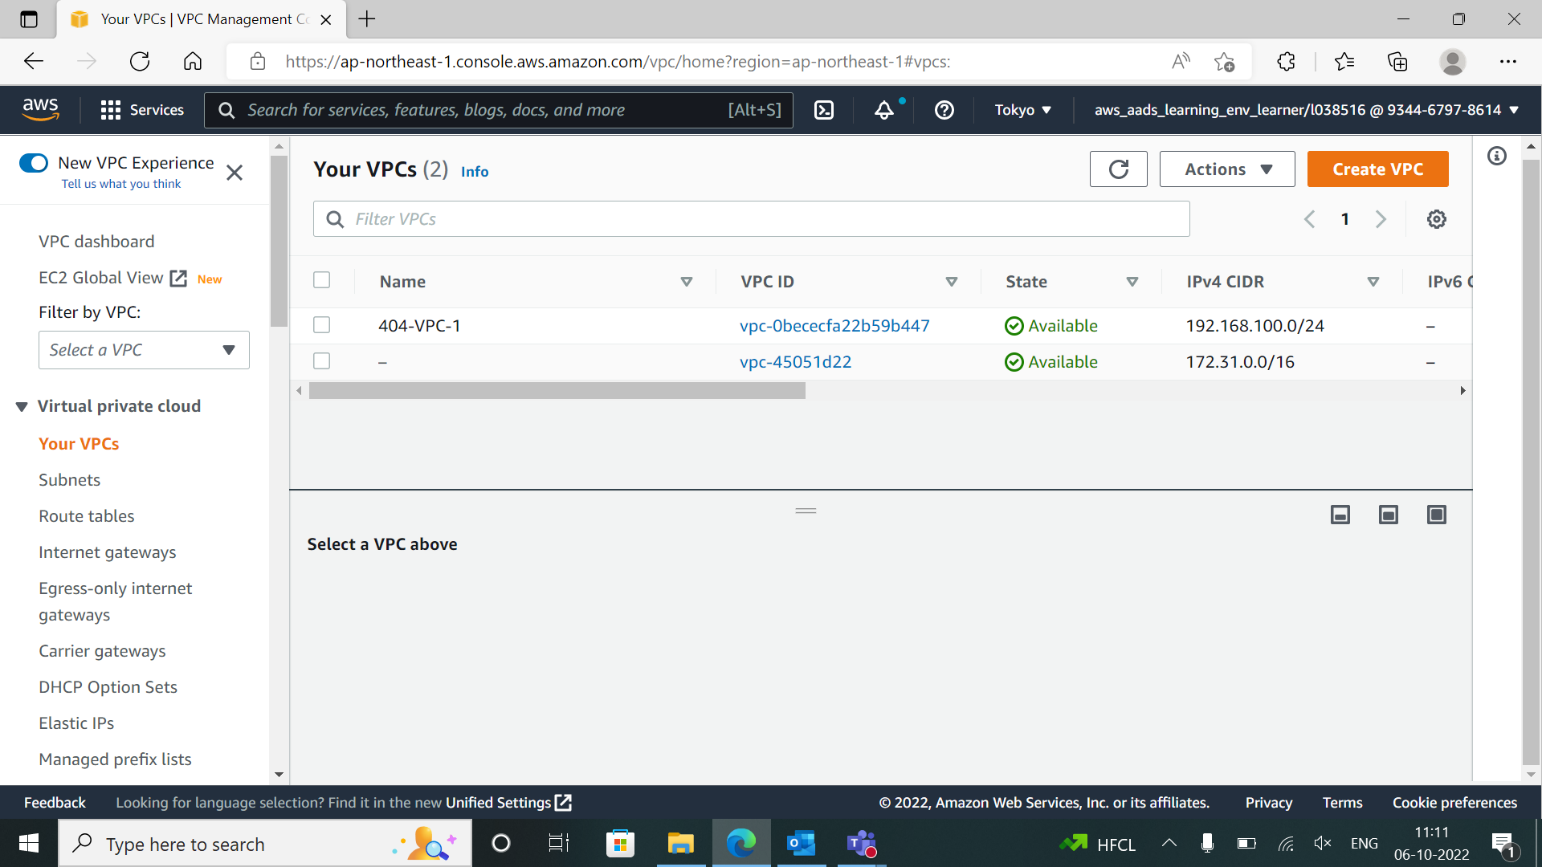 Your VPCs | VPC Management Co
https://ap-northeast-1.console.aws.amazon.com/vpc/home?region=ap-northeast-1#vpcs:
aws
Services
Search for services, features, blogs, docs, and more
[Alt+S]
Tokyo
aws_aads_learning_env_learner/l038516 @ 9344-6797-8614
New VPC Experience
Tell us what you think
VPC dashboard
EC2 Global View New
Filter by VPC:
Select a VPC
Virtual private cloud
Your VPCs
Subnets
Route tables
Internet gateways
Egress-only internet
gateways
Carrier gateways
DHCP Option Sets
Elastic IPs
Managed prefix lists
Your VPCs (2) Info
Actions
Create VPC
Filter VPCs
1
Name VPC ID State IPv4 CIDR IPv6 C
404-VPC-1 vpc-0bececfa22b59b447 Available 192.168.100.0/24 –
– vpc-45051d22 Available 172.31.0.0/16 –
Select a VPC above
Feedback Looking for language selection? Find it in the new Unified Settings © 2022, Amazon Web Services, Inc. or its affiliates. Privacy Terms Cookie preferences
Type here to search
HFCL
ENG
11:11
06-10-2022
1